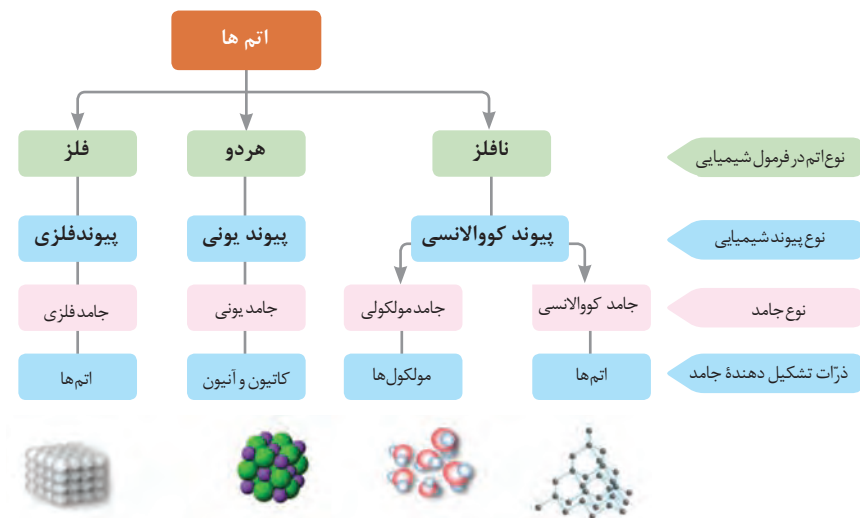 اتم ها
نوع اتم در فرمول شیمیایی
نافلز
هردو
فلز
نوع پیوند شیمیایی
پیوند کووالانسی
پیوند یونی
پیوندفلزی
نوع جامد
جامد کووالانسی
جامد مولکولی
جامد یونی
جامد فلزی
ذرّات تشکیل دهندهٔ جامد
اتم‌ها
مولکول‌ها
کاتیون و آنیون
اتم‌ها